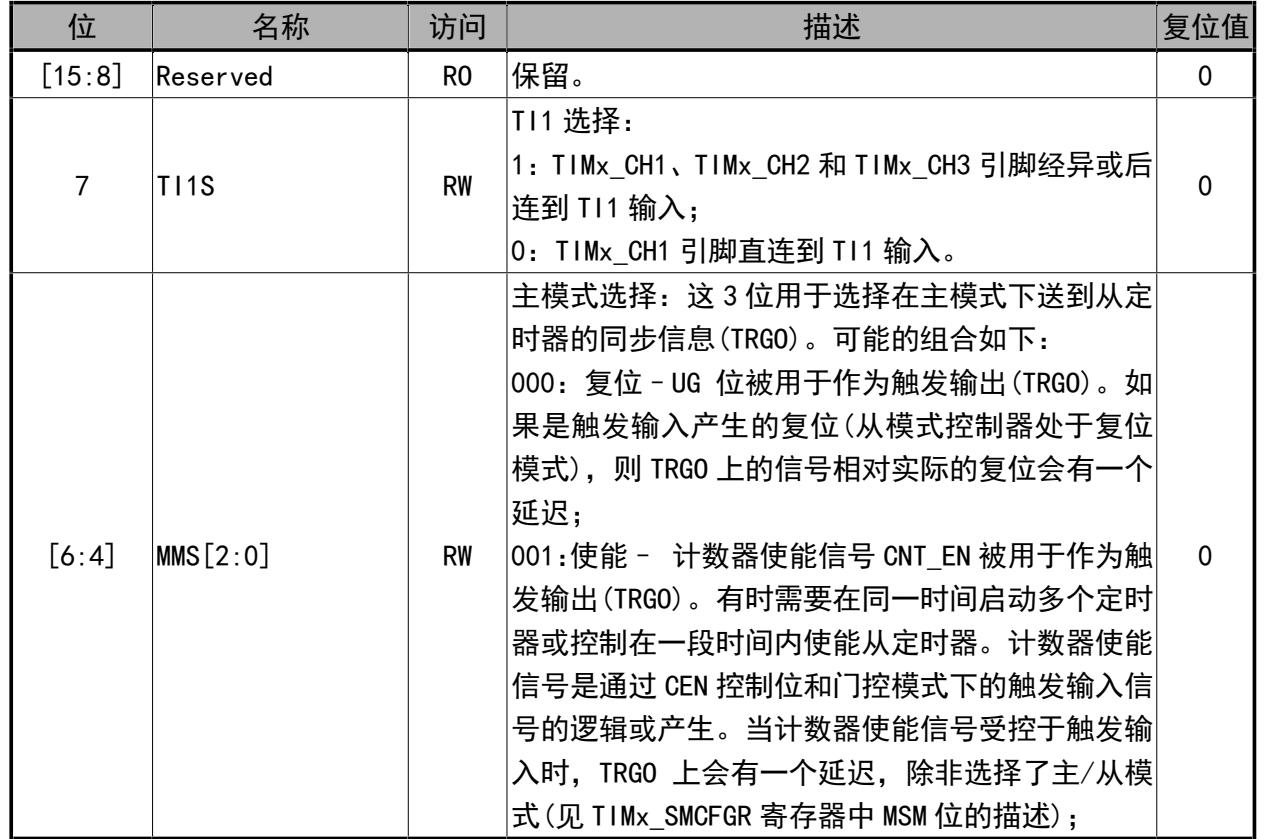 位 名称 访问 描述 复位值
[15:8] Reserved RO 保留。 0
TI1 选择：
1：TIMx_CH1、TIMx_CH2 和 TIMx_CH3 引脚经异或后
7 TI1S RW 0
连到 TI1 输入；
0：TIMx_CH1 引脚直连到 TI1 输入。
主模式选择：这 3 位用于选择在主模式下送到从定
时器的同步信息(TRGO)。可能的组合如下：
000：复位–UG 位被用于作为触发输出(TRGO)。如
果是触发输入产生的复位(从模式控制器处于复位
模式)，则 TRGO 上的信号相对实际的复位会有一个
延迟；
[6:4] MMS[2:0] RW 001:使能– 计数器使能信号 CNT_EN 被用于作为触 0
发输出(TRGO)。有时需要在同一时间启动多个定时
器或控制在一段时间内使能从定时器。计数器使能
信号是通过 CEN 控制位和门控模式下的触发输入信
号的逻辑或产生。当计数器使能信号受控于触发输
入时，TRGO 上会有一个延迟，除非选择了主/从模
式(见 TIMx_SMCFGR 寄存器中 MSM 位的描述)；